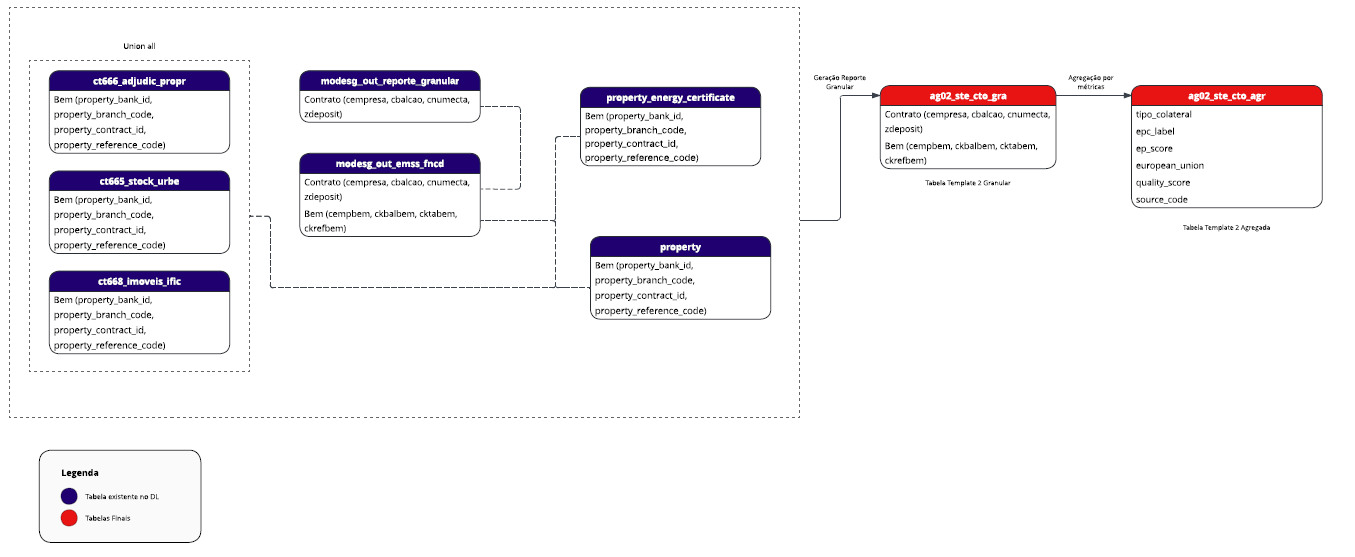 Union all
ct666_adjudic_propr
Bem (property_bank_id,
property_branch_code,
property_contract_id,
property_reference_code)
ct665_stock_urbe
Bem (property_bank_id,
property_branch_code,
property_contract_id,
property_reference_code)
ct668_imoveis_ific
Bem (property_bank_id,
property_branch_code,
property_contract_id,
property_reference_code)
modesg_out_reporte_granular
Contrato (cempresa, cbalcao, cnumecta,
zdeposit)
modesg_out_emss_fncd
Contrato (cempresa, cbalcao, cnumecta,
zdeposit)
Bem (cempbem, ckbalbem, cktabem,
ckrefbem)
property_energy_certificate
Bem (property_bank_id,
property_branch_code,
property_contract_id,
property_reference_code)
property
Bem (property_bank_id,
property_branch_code,
property_contract_id,
property_reference_code)
Geração Reporte
Granular
ag02_ste_cto_gra
Contrato (cempresa, cbalcao, cnumecta,
zdeposit)
Bem (cempbem, ckbalbem, cktabem,
ckrefbem)
Tabela Template 2 Granular
Agregação por
métricas
ag02_ste_cto_agr
tipo_colateral
epc_label
ep_score
european_union
quality_score
source_code
Tabela Template 2 Agregada
Legenda
Tabela existente no DL
Tabelas Finais